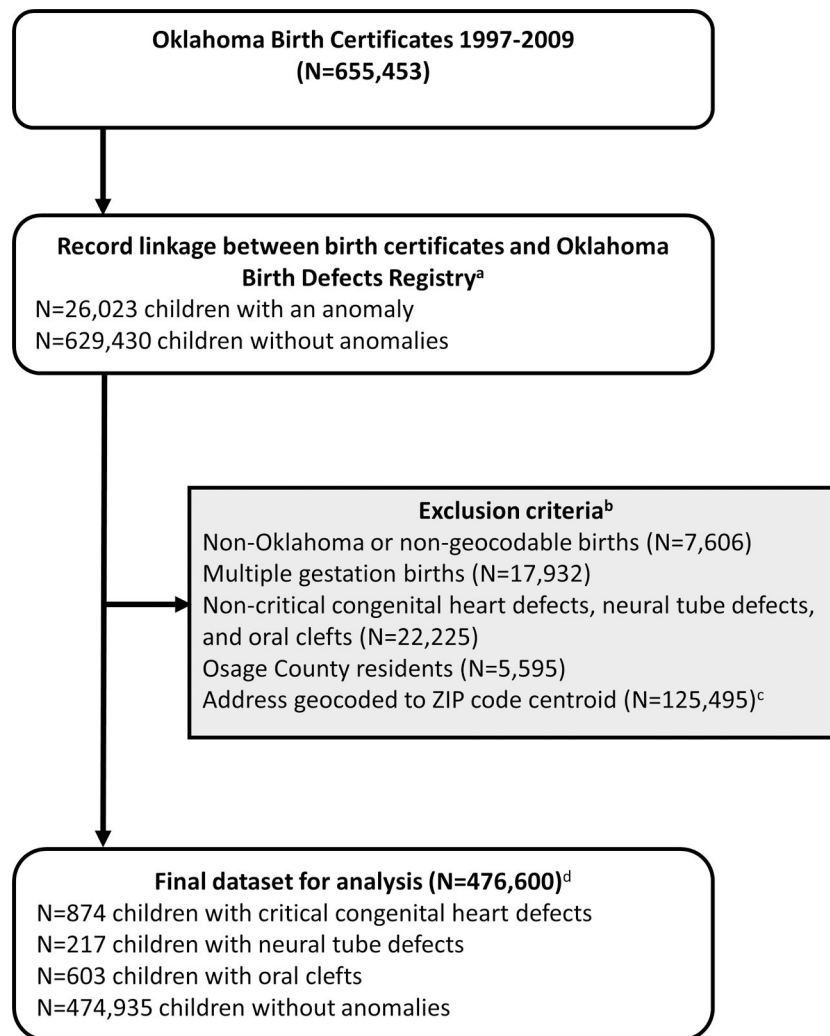 Oklahoma Birth Certificates 1997-2009
(N=655,453)
Record linkage between birth certificates and Oklahoma
Birth Defects Registryᵃ
N=26,023 children with an anomaly
N=629,430 children without anomalies
Exclusion criteriaᵇ
Non-Oklahoma or non-geocodable births (N=7,606)
Multiple gestation births (N=17,932)
Non-critical congenital heart defects, neural tube defects,
and oral clefts (N=22,225)
Osage County residents (N=5,595)
Address geocoded to ZIP code centroid (N=125,495)ᶜ
Final dataset for analysis (N=476,600)ᵈ
N=874 children with critical congenital heart defects
N=217 children with neural tube defects
N=603 children with oral clefts
N=474,935 children without anomalies